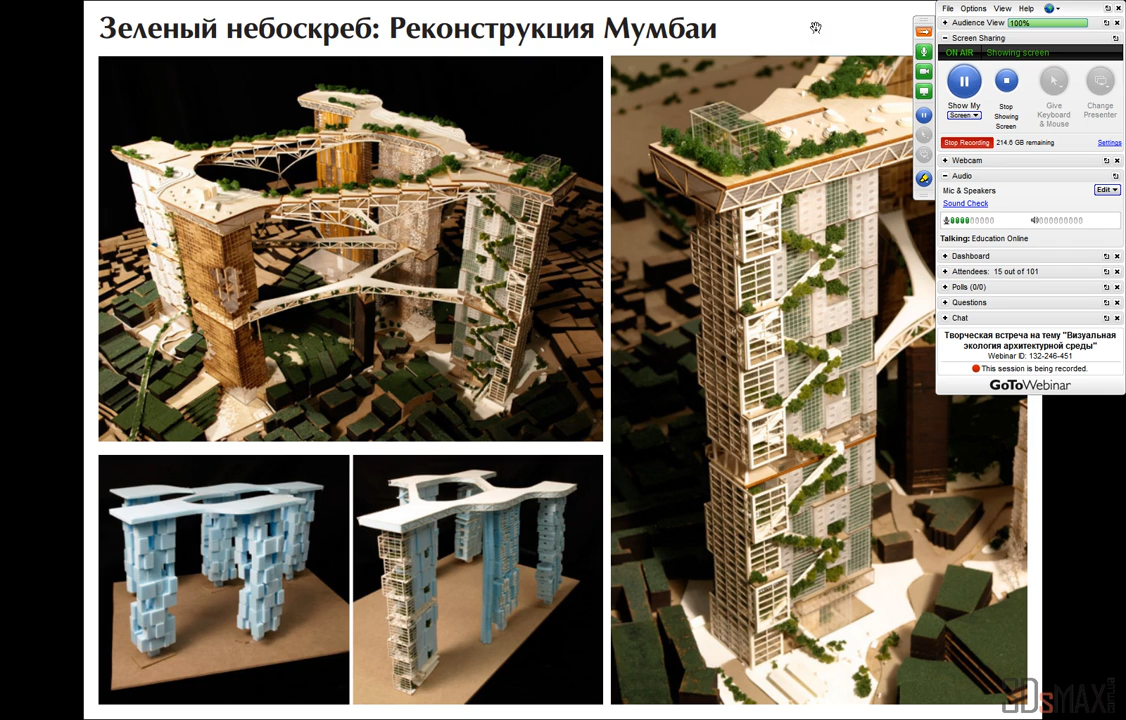 Зеленый небоскреб: Реконструкция Мумбаи
File Options View Help
Audience View 100%
Screen Sharing
ON AIR Showing screen
Show My
Screen
Stop
Showing
Screen
Give
Keyboard
& Mouse
Change
Presenter
Stop Recording 214.6 GB remaining Settings
Webcam
Audio
Mic & Speakers Edit
Sound Check
Talking: Education Online
Dashboard
Attendees: 15 out of 101
Polls (0/0)
Questions
Chat
Творческая встреча на тему "Визуальная
экология архитектурной среды"
Webinar ID: 132-246-451
This session is being recorded.
GoToWebinar
3DsMAX.com.ua